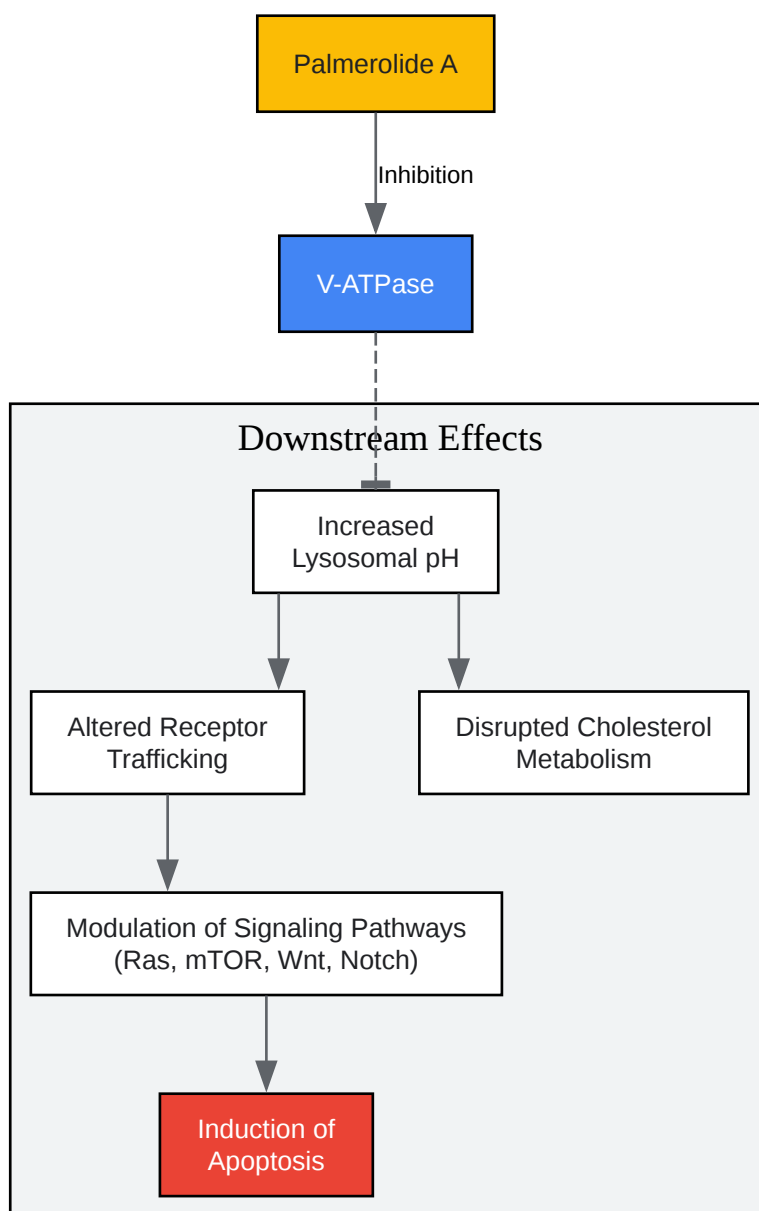 Palmerolide A
Inhibition
V-ATPase
Downstream Effects
Increased
Lysosomal pH
Altered Receptor
Trafficking
Disrupted Cholesterol
Metabolism
Modulation of Signaling Pathways
(Ras, mTOR, Wnt, Notch)
Induction of
Apoptosis